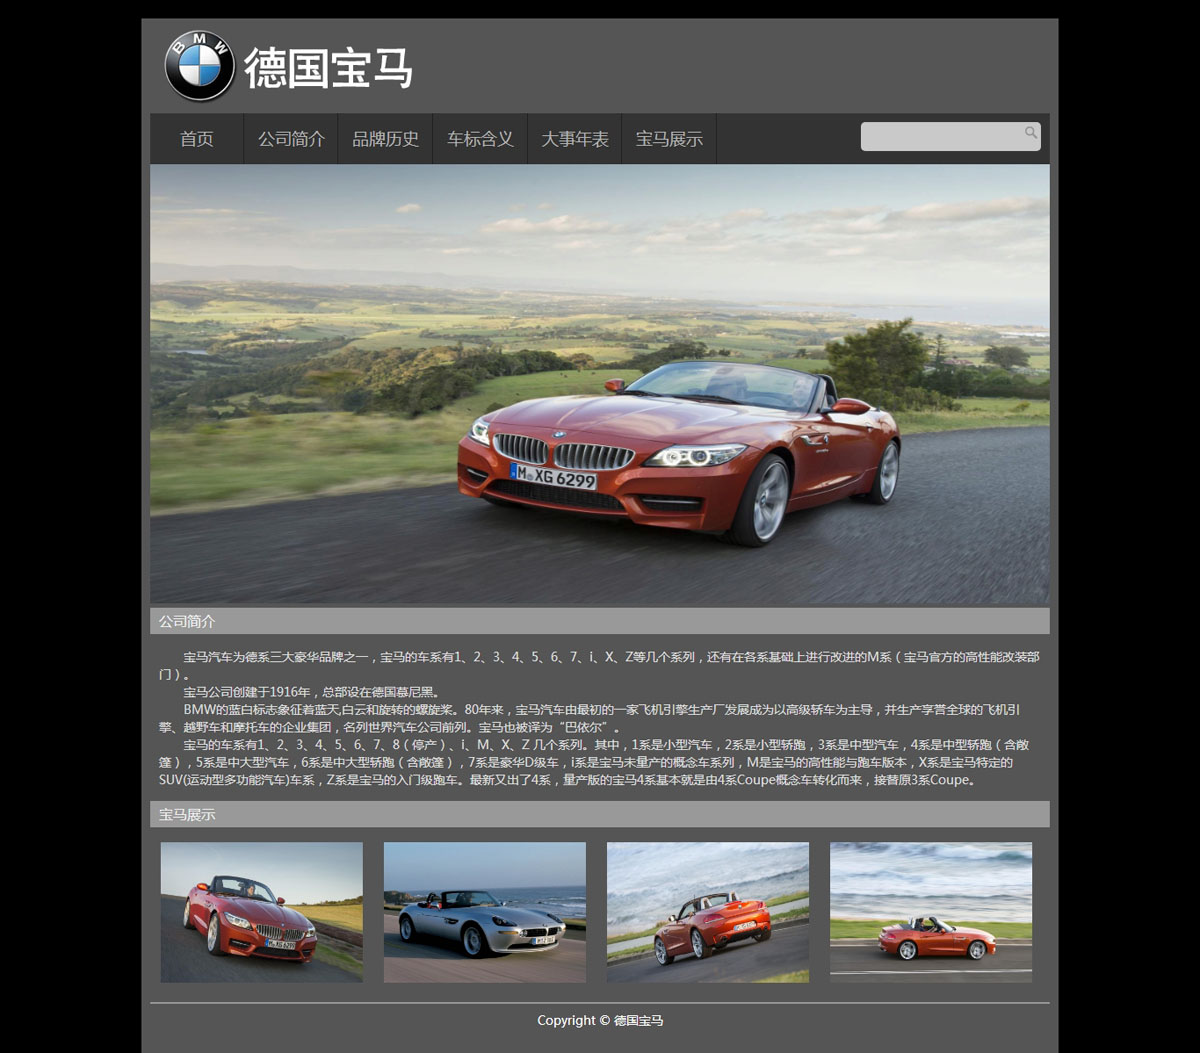 BMW
德国宝马
首页 公司简介 品牌历史 车标含义 大事年表 宝马展示
M XG 6299
公司简介
宝马汽车为德系三大豪华品牌之一，宝马的车系有1、2、3、4、5、6、7、i、X、Z等几个系列，还有在各系基础上进行改进的M系（宝马官方的高性能改装部
门）。
宝马公司创建于1916年，总部设在德国慕尼黑。
BMW的蓝白标志象征着蓝天,白云和旋转的螺旋桨。80年来，宝马汽车由最初的一家飞机引擎生产厂发展成为以高级轿车为主导，并生产享誉全球的飞机引
擎、越野车和摩托车的企业集团，名列世界汽车公司前列。宝马也被译为“巴依尔”。
宝马的车系有1、2、3、4、5、6、7、8（停产）、i、M、X、Z 几个系列。其中，1系是小型汽车，2系是小型轿跑，3系是中型汽车，4系是中型轿跑（含敞
篷），5系是中大型汽车，6系是中大型轿跑（含敞篷），7系是豪华D级车，i系是宝马未量产的概念车系列，M是宝马的高性能与跑车版本，X系是宝马特定的
SUV(运动型多功能汽车)车系，Z系是宝马的入门级跑车。最新又出了4系，量产版的宝马4系基本就是由4系Coupe概念车转化而来，接替原3系Coupe。
宝马展示
M XG 6299
Copyright © 德国宝马